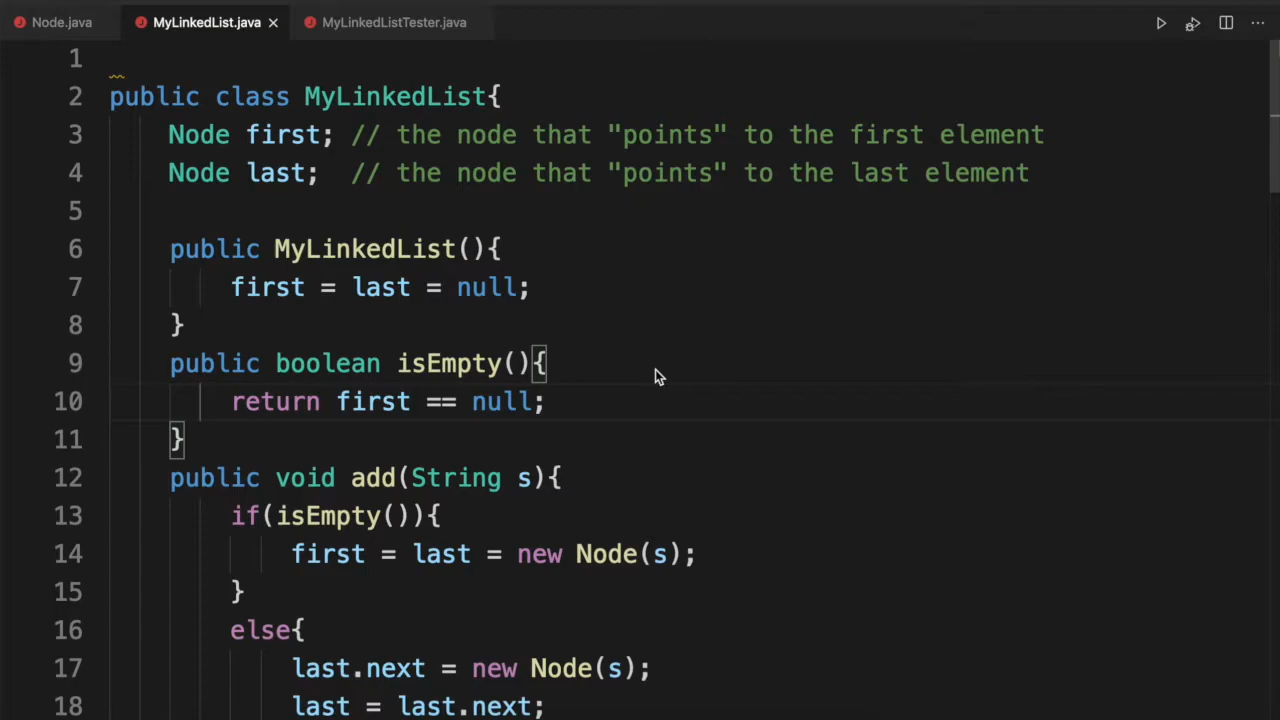 Node.java MyLinkedList.java MyLinkedListTester.java
1
2 public class MyLinkedList{
3 Node first; // the node that "points" to the first element
4 Node last;  // the node that "points" to the last element
5
6 public MyLinkedList(){
7 first = last = null;
8 }
9 public boolean isEmpty(){
10 return first == null;
11 }
12 public void add(String s){
13 if(isEmpty()){
14 first = last = new Node(s);
15 }
16 else{
17 last.next = new Node(s);
18 last = last.next;